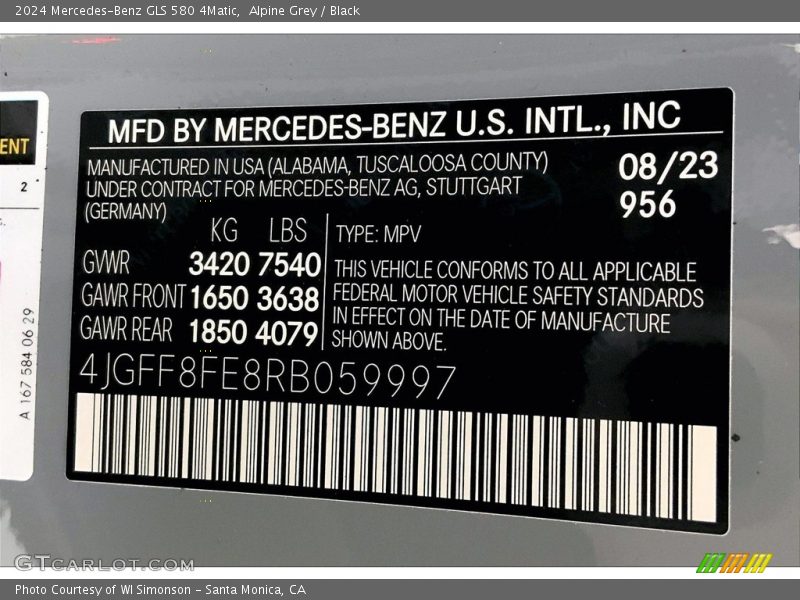 2024 Mercedes-Benz GLS 580 4Matic,  Alpine Grey / Black
ENT
2
A 167 584 06 29
MFD BY MERCEDES-BENZ U.S. INTL., INC
MANUFACTURED IN USA (ALABAMA, TUSCALOOSA COUNTY)
UNDER CONTRACT FOR MERCEDES-BENZ AG, STUTTGART
(GERMANY)
08/23
956
KG LBS
GVWR 3420 7540
GAWR FRONT 1650 3638
GAWR REAR 1850 4079
TYPE: MPV
THIS VEHICLE CONFORMS TO ALL APPLICABLE
FEDERAL MOTOR VEHICLE SAFETY STANDARDS
IN EFFECT ON THE DATE OF MANUFACTURE
SHOWN ABOVE.
4JGFF8FE8RB059997
GTCARLOT.COM
Photo Courtesy of WI Simonson - Santa Monica, CA